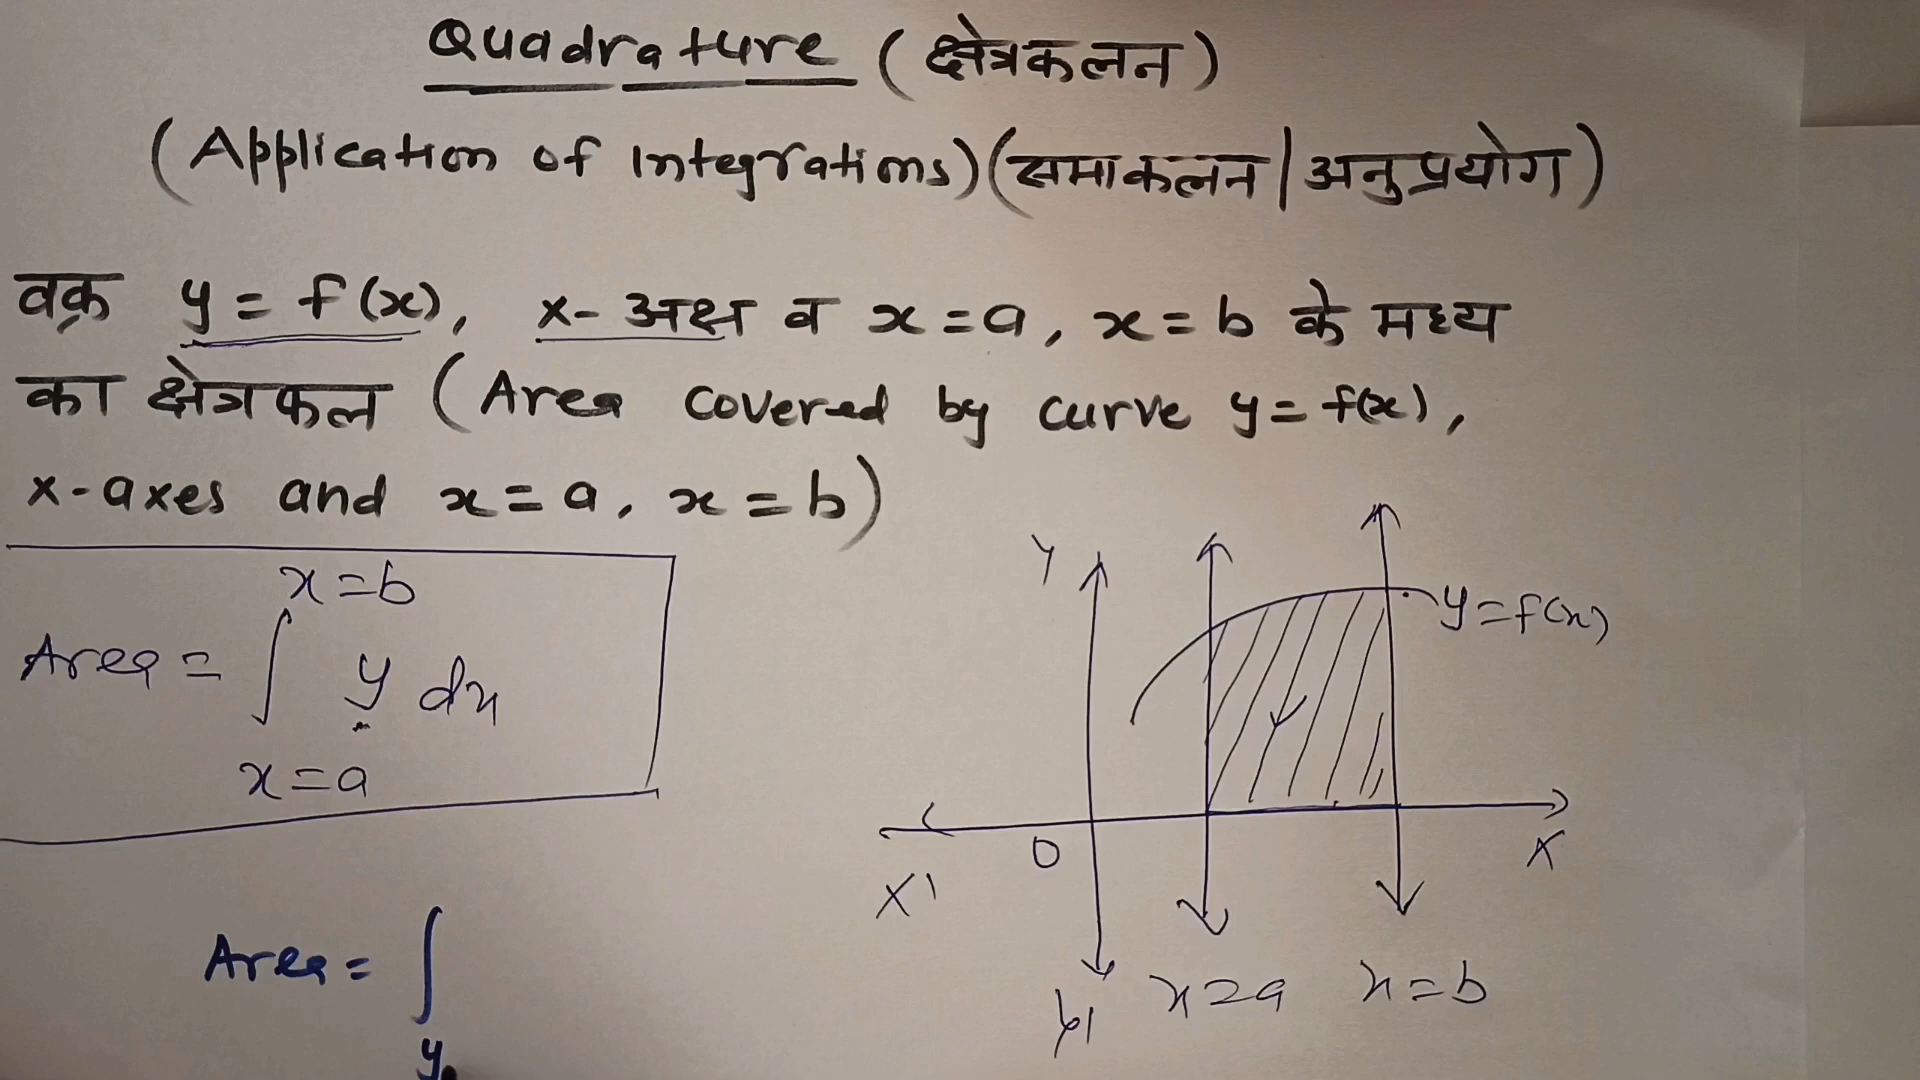 Quadrature (क्षेत्रकलन)
(Application of Integrations)(समाकलन|अनुप्रयोग)
वक्र y = f(x), x-अक्ष व x=a, x=b के मध्य
का क्षेत्रफल (Area covered by curve y=f(x),
x-axes and x=a, x=b)
x=b
Area = ∫ y dx
x=a
Y
y=f(x)
O
X
X'
Y'
x=a
x=b
Area = ∫
y